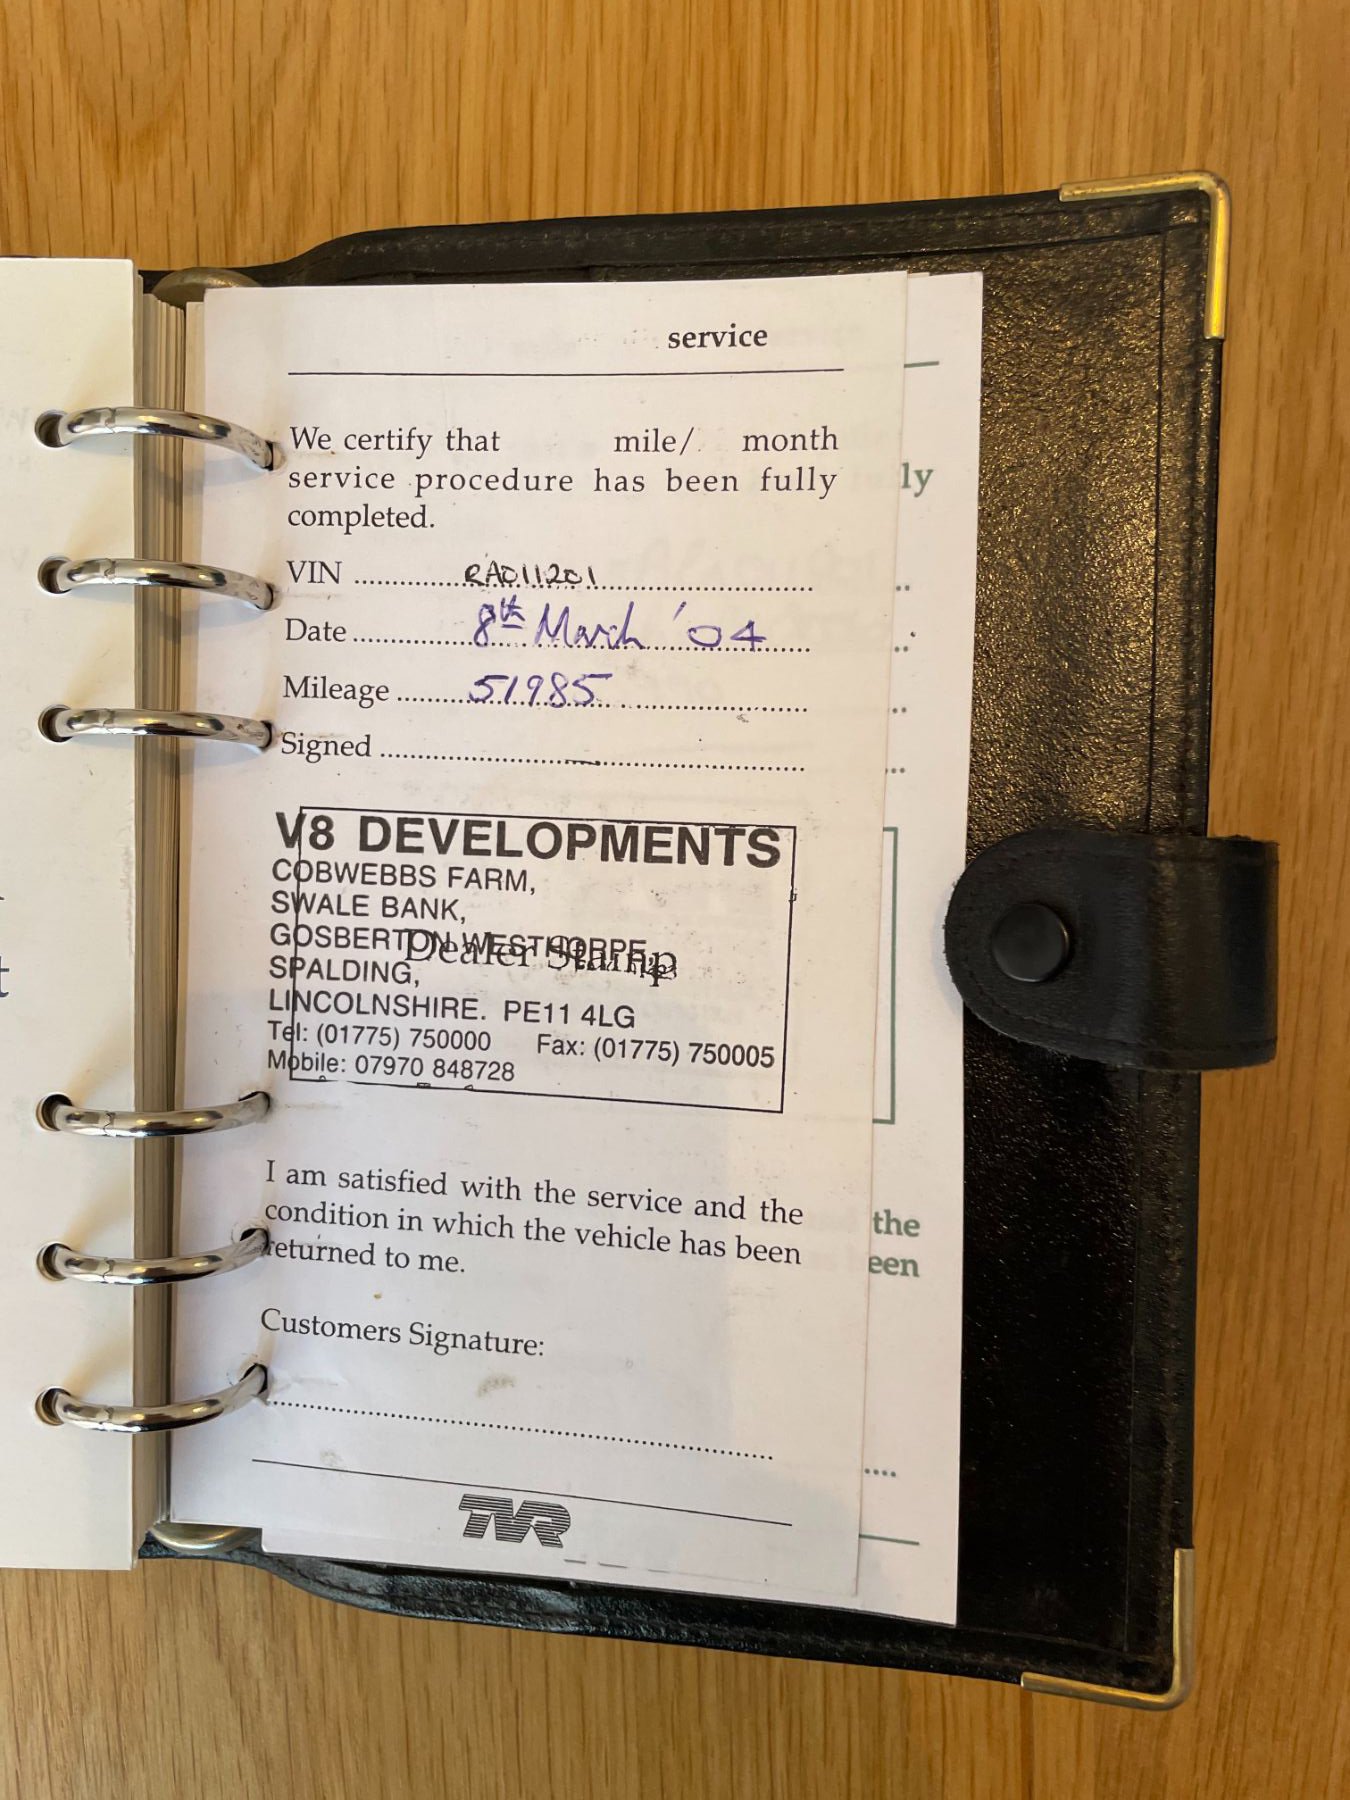 service
We certify that mile/ month
service procedure has been fully
completed.
VIN ........ RA011201 ........
Date ........ 8th March '04 ........
Mileage ........ 51985 ........
Signed ........
V8 DEVELOPMENTS
COBWEBBS FARM,
SWALE BANK,
GOSBERTON WESTHORPE,
Dealer Stamp
SPALDING,
LINCOLNSHIRE. PE11 4LG
Tel: (01775) 750000 Fax: (01775) 750005
Mobile: 07970 848728
I am satisfied with the service and the
condition in which the vehicle has been
returned to me.
Customers Signature:
TVR
ly
the
een
t